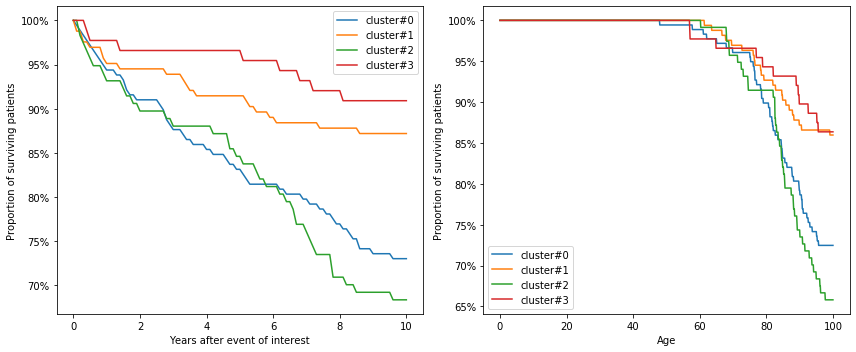 Proportion of surviving patients
100%
95%
90%
85%
80%
75%
70%
0
2
4
6
8
10
Years after event of interest
cluster#0
cluster#1
cluster#2
cluster#3
Proportion of surviving patients
100%
95%
90%
85%
80%
75%
70%
65%
0
20
40
60
80
100
Age
cluster#0
cluster#1
cluster#2
cluster#3